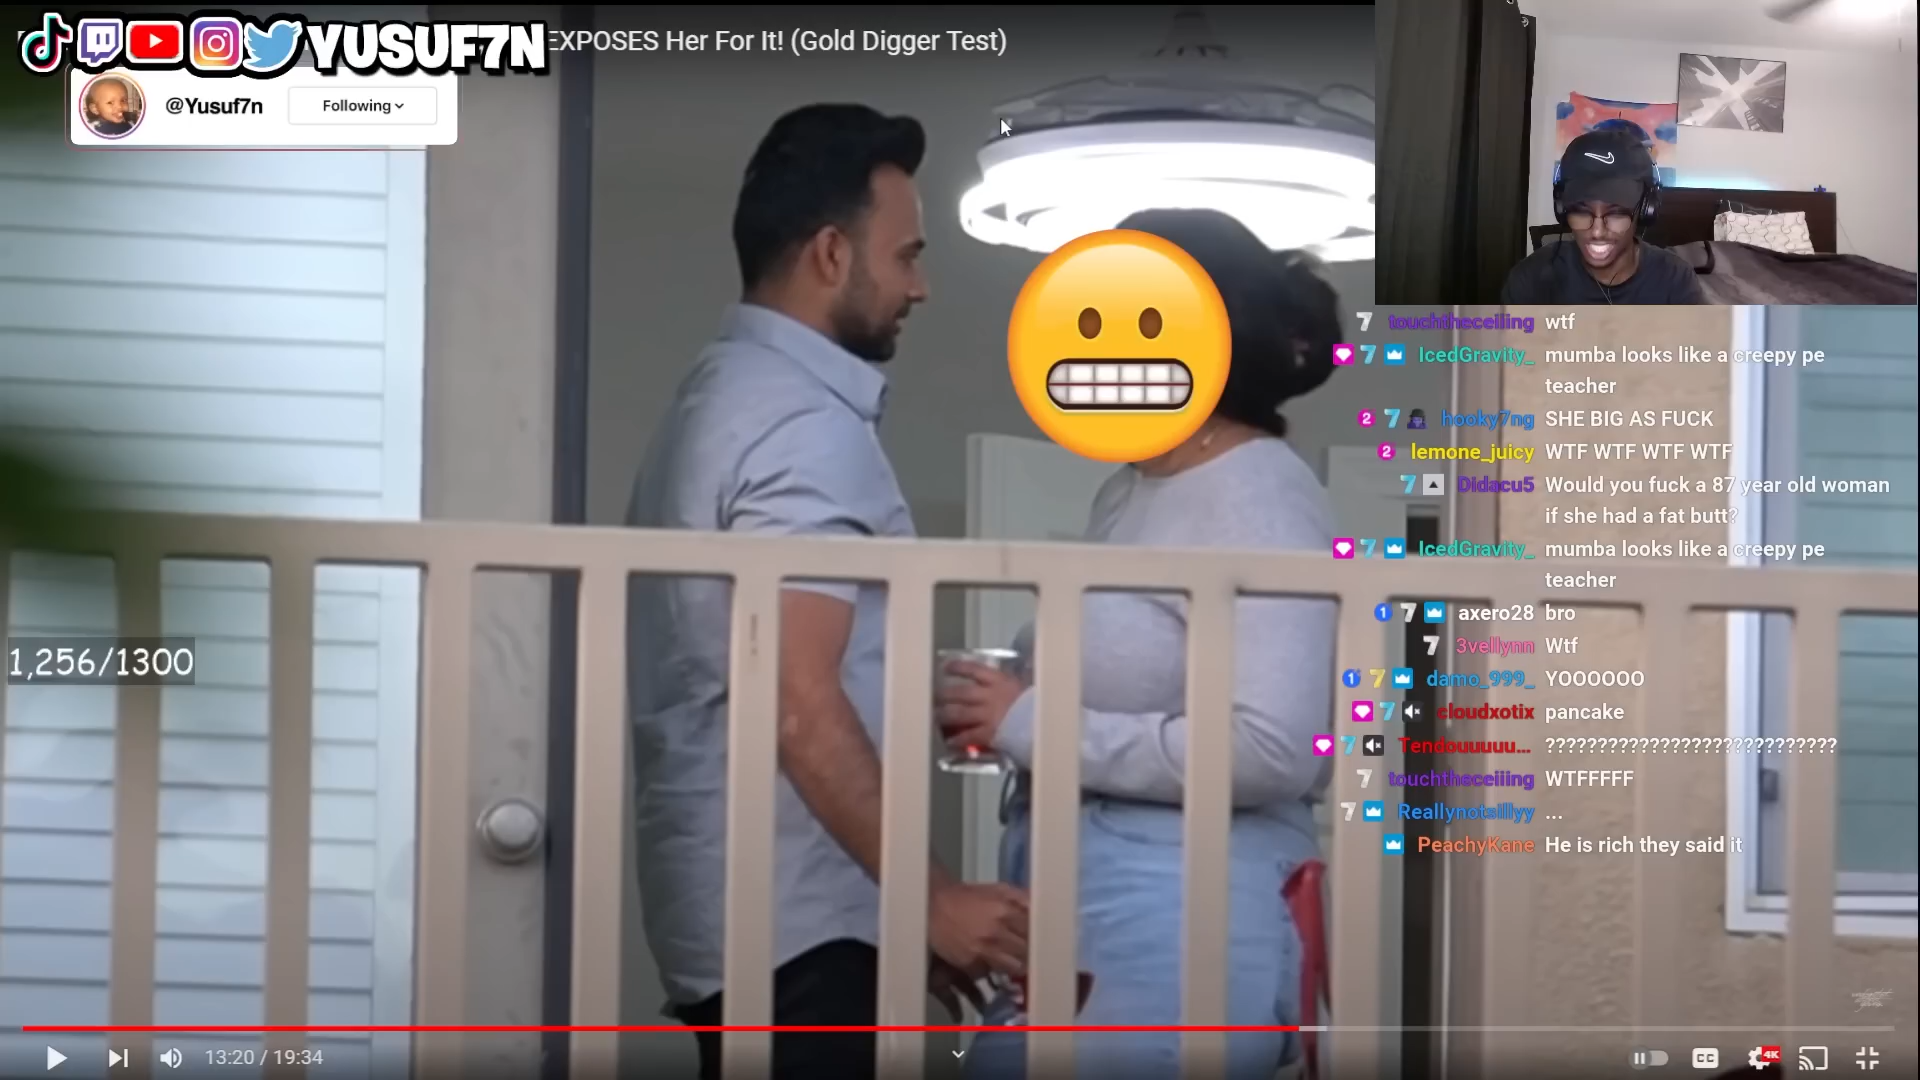 YUSUF7N
EXPOSES Her For It! (Gold Digger Test)
@Yusuf7n
Following
touchtheceiling wtf
IcedGravity_ mumba looks like a creepy pe
teacher
hooky7ng SHE BIG AS FUCK
lemone_juicy WTF WTF WTF WTF
Didacu5 Would you fuck a 87 year old woman
if she had a fat butt?
IcedGravity_ mumba looks like a creepy pe
teacher
axero28 bro
3vellynn Wtf
1,256/1300
damo_999_ YOOOOOO
cloudxotix pancake
Tendouuuuu... ????????????????????????????
touchtheceiling WTFFFFF
Reallynotsillyy ...
PeachyKane He is rich they said it
13:20 / 19:34
CC
4K